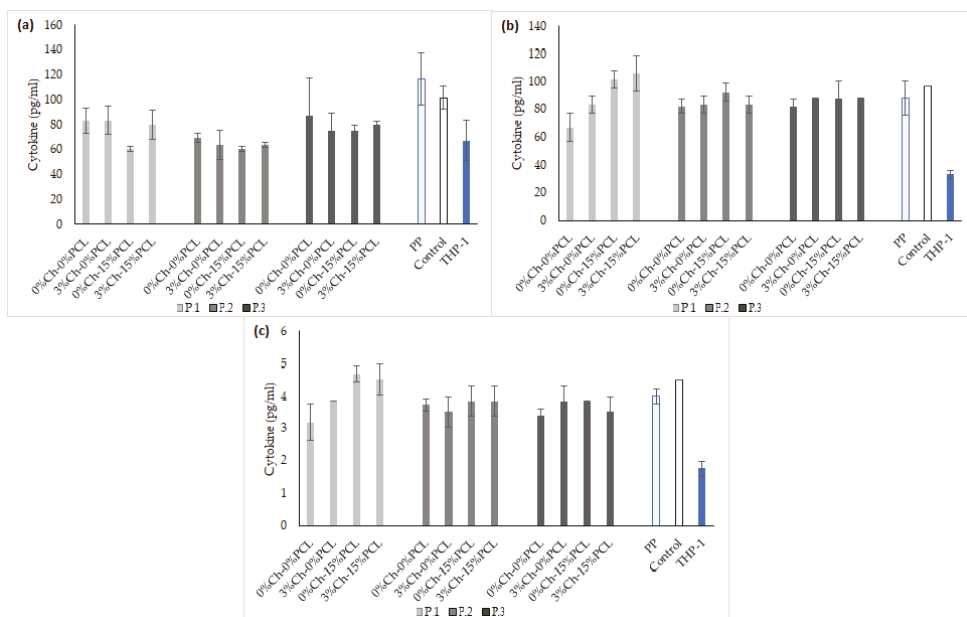 (a)
160
140
120
100
80
60
40
20
0
Cytokine (pg/ml)
0%Ch-0%PCL
3%Ch-0%PCL
0%Ch-15%PCL
3%Ch-15%PCL
0%Ch-0%PCL
3%Ch-0%PCL
0%Ch-15%PCL
3%Ch-15%PCL
0%Ch-0%PCL
3%Ch-0%PCL
0%Ch-15%PCL
3%Ch-15%PCL
PP
Control
THP-1
P.1 P.2 P.3
(b)
140
120
100
80
60
40
20
0
Cytokine (pg/ml)
0%Ch-0%PCL
3%Ch-0%PCL
0%Ch-15%PCL
3%Ch-15%PCL
0%Ch-0%PCL
3%Ch-0%PCL
0%Ch-15%PCL
3%Ch-15%PCL
0%Ch-0%PCL
3%Ch-0%PCL
0%Ch-15%PCL
3%Ch-15%PCL
PP
Control
THP-1
P.1 P.2 P.3
(c)
6
5
4
3
2
1
0
Cytokine (pg/ml)
0%Ch-0%PCL
3%Ch-0%PCL
0%Ch-15%PCL
3%Ch-15%PCL
0%Ch-0%PCL
3%Ch-0%PCL
0%Ch-15%PCL
3%Ch-15%PCL
0%Ch-0%PCL
3%Ch-0%PCL
0%Ch-15%PCL
3%Ch-15%PCL
PP
Control
THP-1
P.1 P.2 P.3